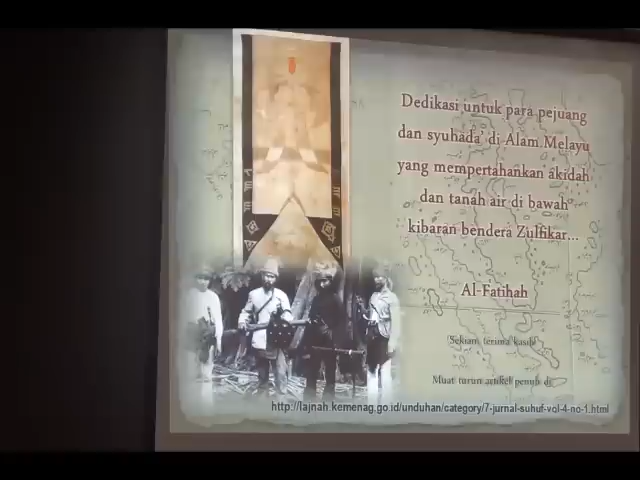 Dedikasi untuk para pejuang
dan syuhada' di Alam Melayu
yang mempertahankan akidah
dan tanah air di bawah
kibaran bendera Zulfikar...
Al-Fatihah
Sekian, terima kasih
Muat turun artikel penuh di:
http://lajnah.kemenag.go.id/unduhan/category/7-jurnal-suhuf-vol-4-no-1.html